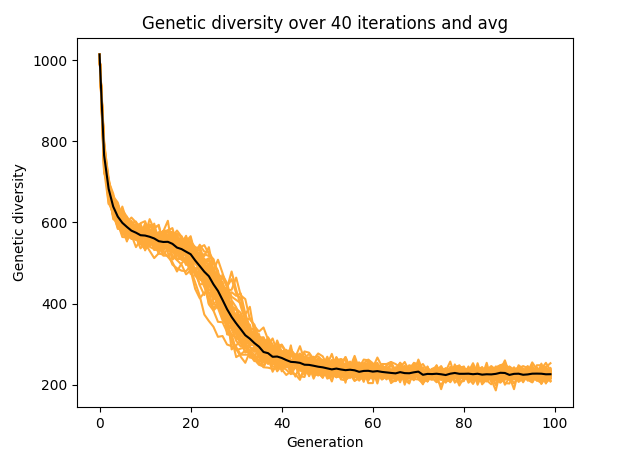 Genetic diversity over 40 iterations and avg
1000
800
600
400
200
Genetic diversity
0 20 40 60 80 100
Generation